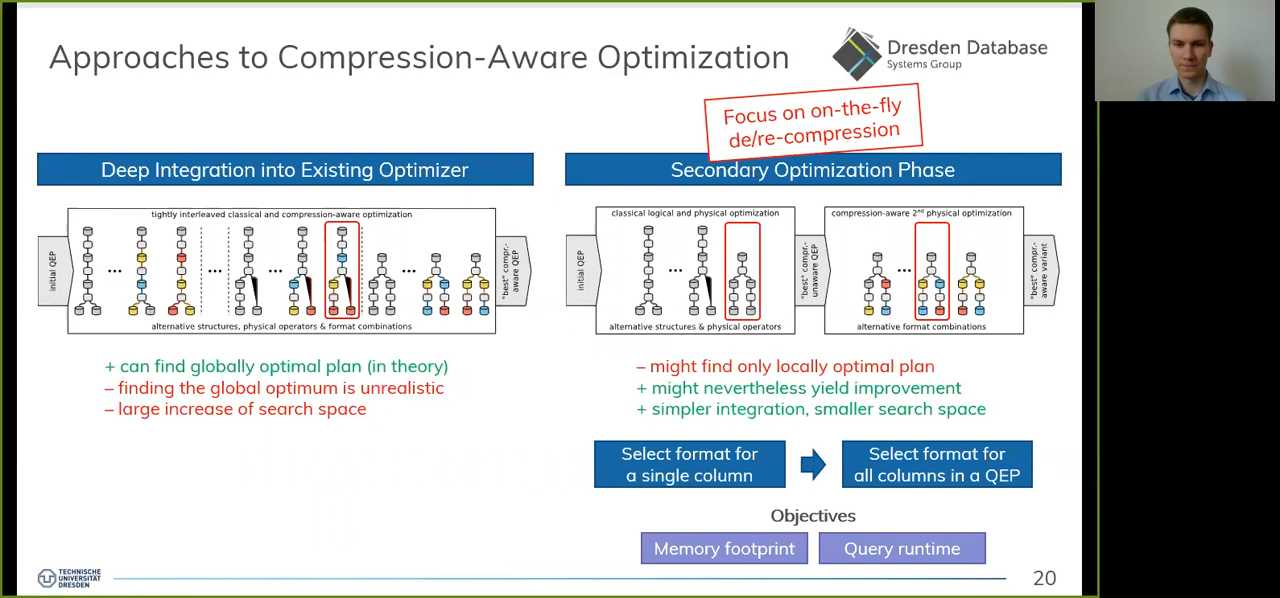 Approaches to Compression-Aware Optimization
Dresden Database
Systems Group
Focus on on-the-fly
de/re-compression
Deep Integration into Existing Optimizer
tightly interleaved classical and compression-aware optimization
initial QEP
...
...
...
...
"best" compr.-
aware QEP
alternative structures, physical operators & format combinations
+ can find globally optimal plan (in theory)
– finding the global optimum is unrealistic
– large increase of search space
Secondary Optimization Phase
classical logical and physical optimization
initial QEP
...
alternative structures & physical operators
"best" compr.-
unaware QEP
compression-aware 2nd physical optimization
...
alternative format combinations
"best" compr.-
aware variant
– might find only locally optimal plan
+ might nevertheless yield improvement
+ simpler integration, smaller search space
Select format for
a single column
Select format for
all columns in a QEP
Objectives
Memory footprint
Query runtime
TECHNISCHE
UNIVERSITÄT
DRESDEN
20